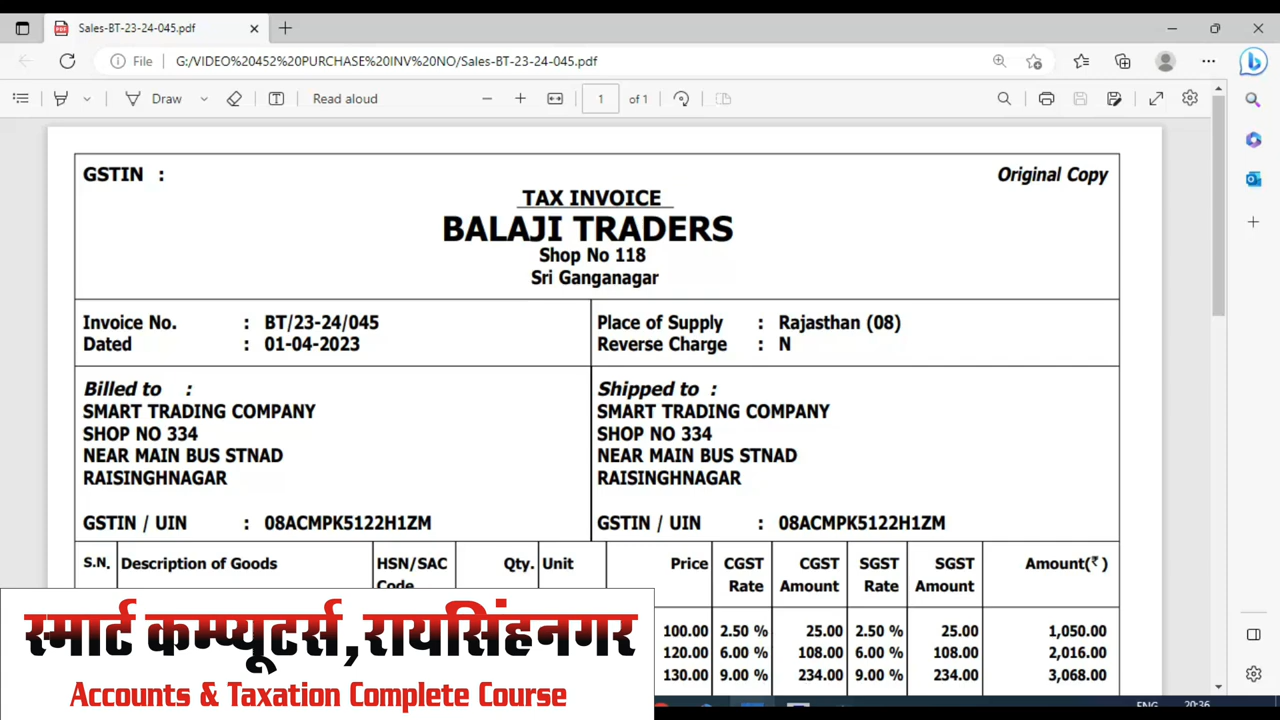 Sales-BT-23-24-045.pdf
File G:/VIDEO%20452%20PURCHASE%20INV%20NO/Sales-BT-23-24-045.pdf
Draw Read aloud 1 of 1
GSTIN : Original Copy
TAX INVOICE
BALAJI TRADERS
Shop No 118
Sri Ganganagar
Invoice No. : BT/23-24/045 Place of Supply : Rajasthan (08)
Dated : 01-04-2023 Reverse Charge : N
Billed to : Shipped to :
SMART TRADING COMPANY SMART TRADING COMPANY
SHOP NO 334 SHOP NO 334
NEAR MAIN BUS STNAD NEAR MAIN BUS STNAD
RAISINGHNAGAR RAISINGHNAGAR
GSTIN / UIN : 08ACMPK5122H1ZM GSTIN / UIN : 08ACMPK5122H1ZM
S.N. Description of Goods HSN/SAC Qty. Unit Price CGST CGST SGST SGST Amount(₹ )
Code Rate Amount Rate Amount
100.00 2.50 % 25.00 2.50 % 25.00 1,050.00
120.00 6.00 % 108.00 6.00 % 108.00 2,016.00
130.00 9.00 % 234.00 9.00 % 234.00 3,068.00
स्मार्ट कम्प्यूटर्स,रायसिंहनगर
Accounts & Taxation Complete Course
ENG 20:36